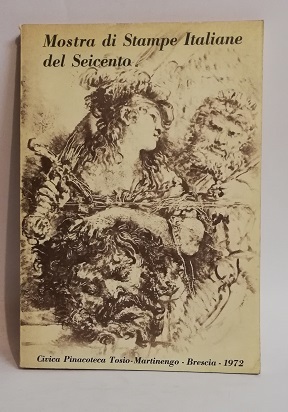 Mostra di Stampe Italiane
del Seicento
Civica Pinacoteca Tosio-Martinengo - Brescia - 1972